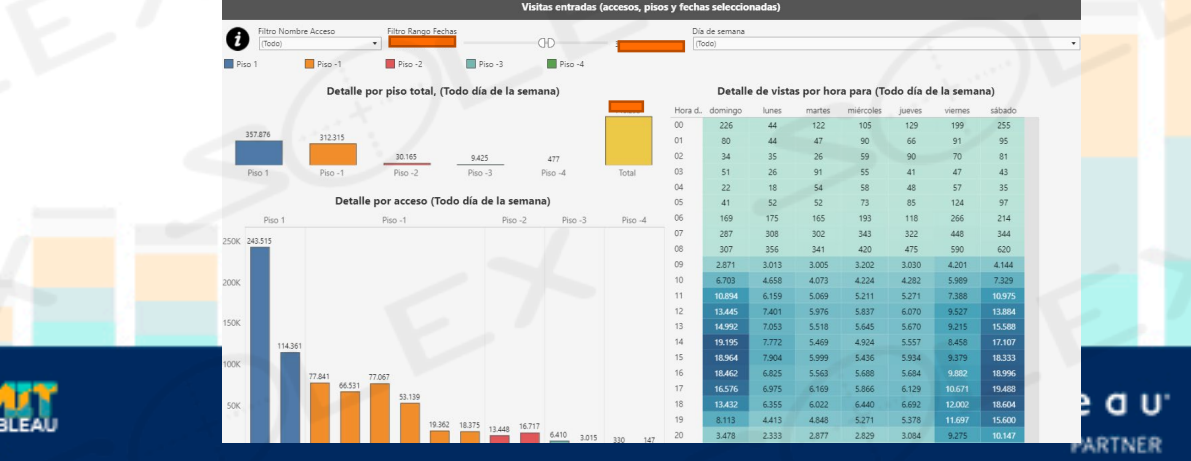 Visitas entradas (accesos, pisos y fechas seleccionadas)
Filtro Nombre Acceso Filtro Rango Fechas Día de semana
(Todo) (Todo)
Piso 1 Piso -1 Piso -2 Piso -3 Piso -4
Detalle por piso total, (Todo día de la semana)
357.876 312.315 30.165 9.425 477
Piso 1 Piso -1 Piso -2 Piso -3 Piso -4 Total
Detalle por acceso (Todo día de la semana)
Piso 1 Piso -1 Piso -2 Piso -3 Piso -4
250K 243.515
200K
150K
114.361
100K
77.841 66.531 77.067
53.139
50K
19.362 18.375 13.448 16.717
6.410 3.015 330 147
Detalle de vistas por hora para (Todo día de la semana)
Hora d.. domingo lunes martes miércoles jueves viernes sábado
00 226 44 122 105 129 199 255
01 80 44 47 90 66 91 95
02 34 35 26 59 90 70 81
03 51 26 91 55 41 47 43
04 22 18 54 58 48 57 35
05 41 52 52 73 85 124 97
06 169 175 165 193 118 266 214
07 287 308 302 343 322 448 344
08 307 356 341 420 475 590 620
09 2.871 3.013 3.005 3.202 3.030 4.201 4.144
10 6.703 4.658 4.073 4.224 4.282 5.989 7.329
11 10.894 6.159 5.069 5.211 5.271 7.388 10.975
12 13.445 7.401 5.976 5.837 6.070 9.527 13.884
13 14.992 7.053 5.518 5.645 5.670 9.215 15.588
14 19.195 7.772 5.469 4.924 5.557 8.458 17.107
15 18.964 7.904 5.999 5.436 5.934 9.379 18.333
16 18.462 6.825 5.563 5.688 5.684 9.882 18.996
17 16.576 6.975 6.169 5.866 6.129 10.671 19.488
18 13.432 6.355 6.022 6.440 6.692 12.002 18.604
19 8.113 4.413 4.848 5.271 5.378 11.697 15.600
20 3.478 2.333 2.877 2.829 3.084 9.275 10.147
BLEAU
e a u
PARTNER